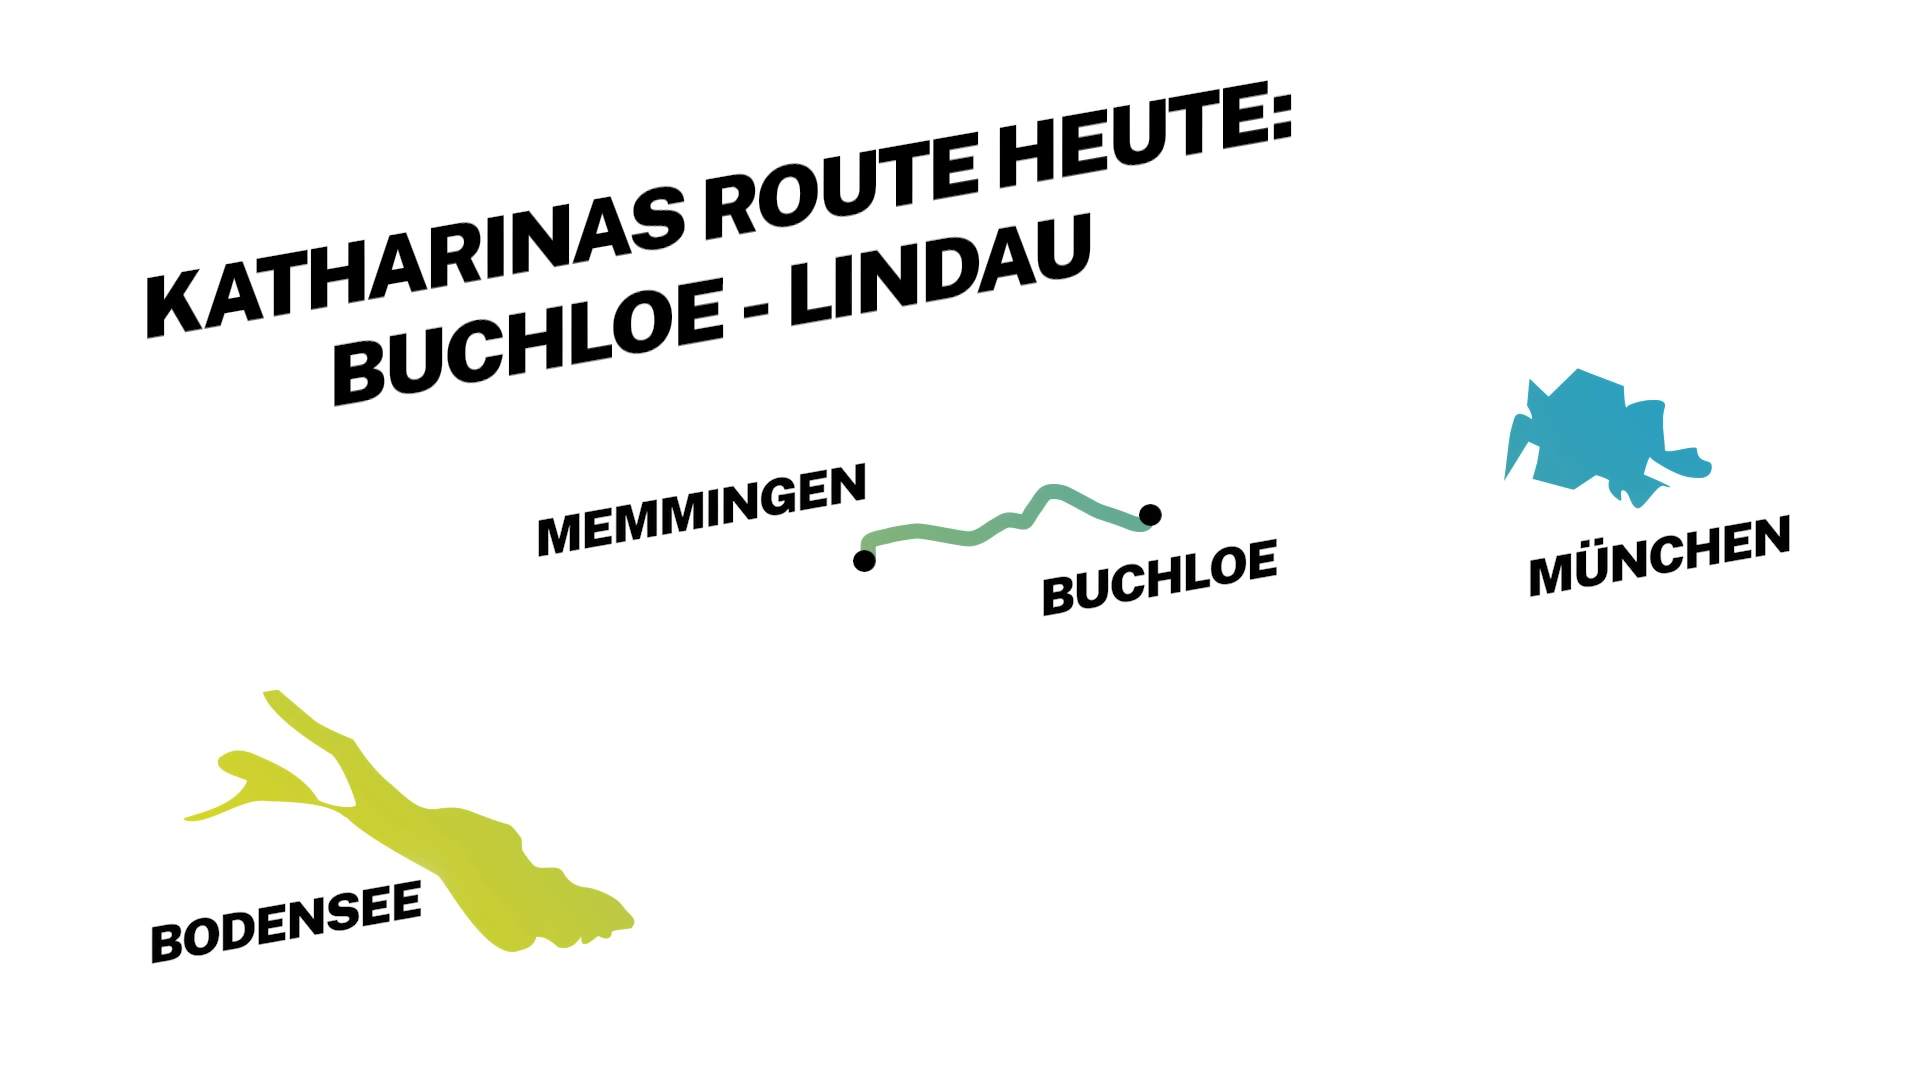 KATHARINAS ROUTE HEUTE:
BUCHLOE - LINDAU
MEMMINGEN
BUCHLOE
MÜNCHEN
BODENSEE